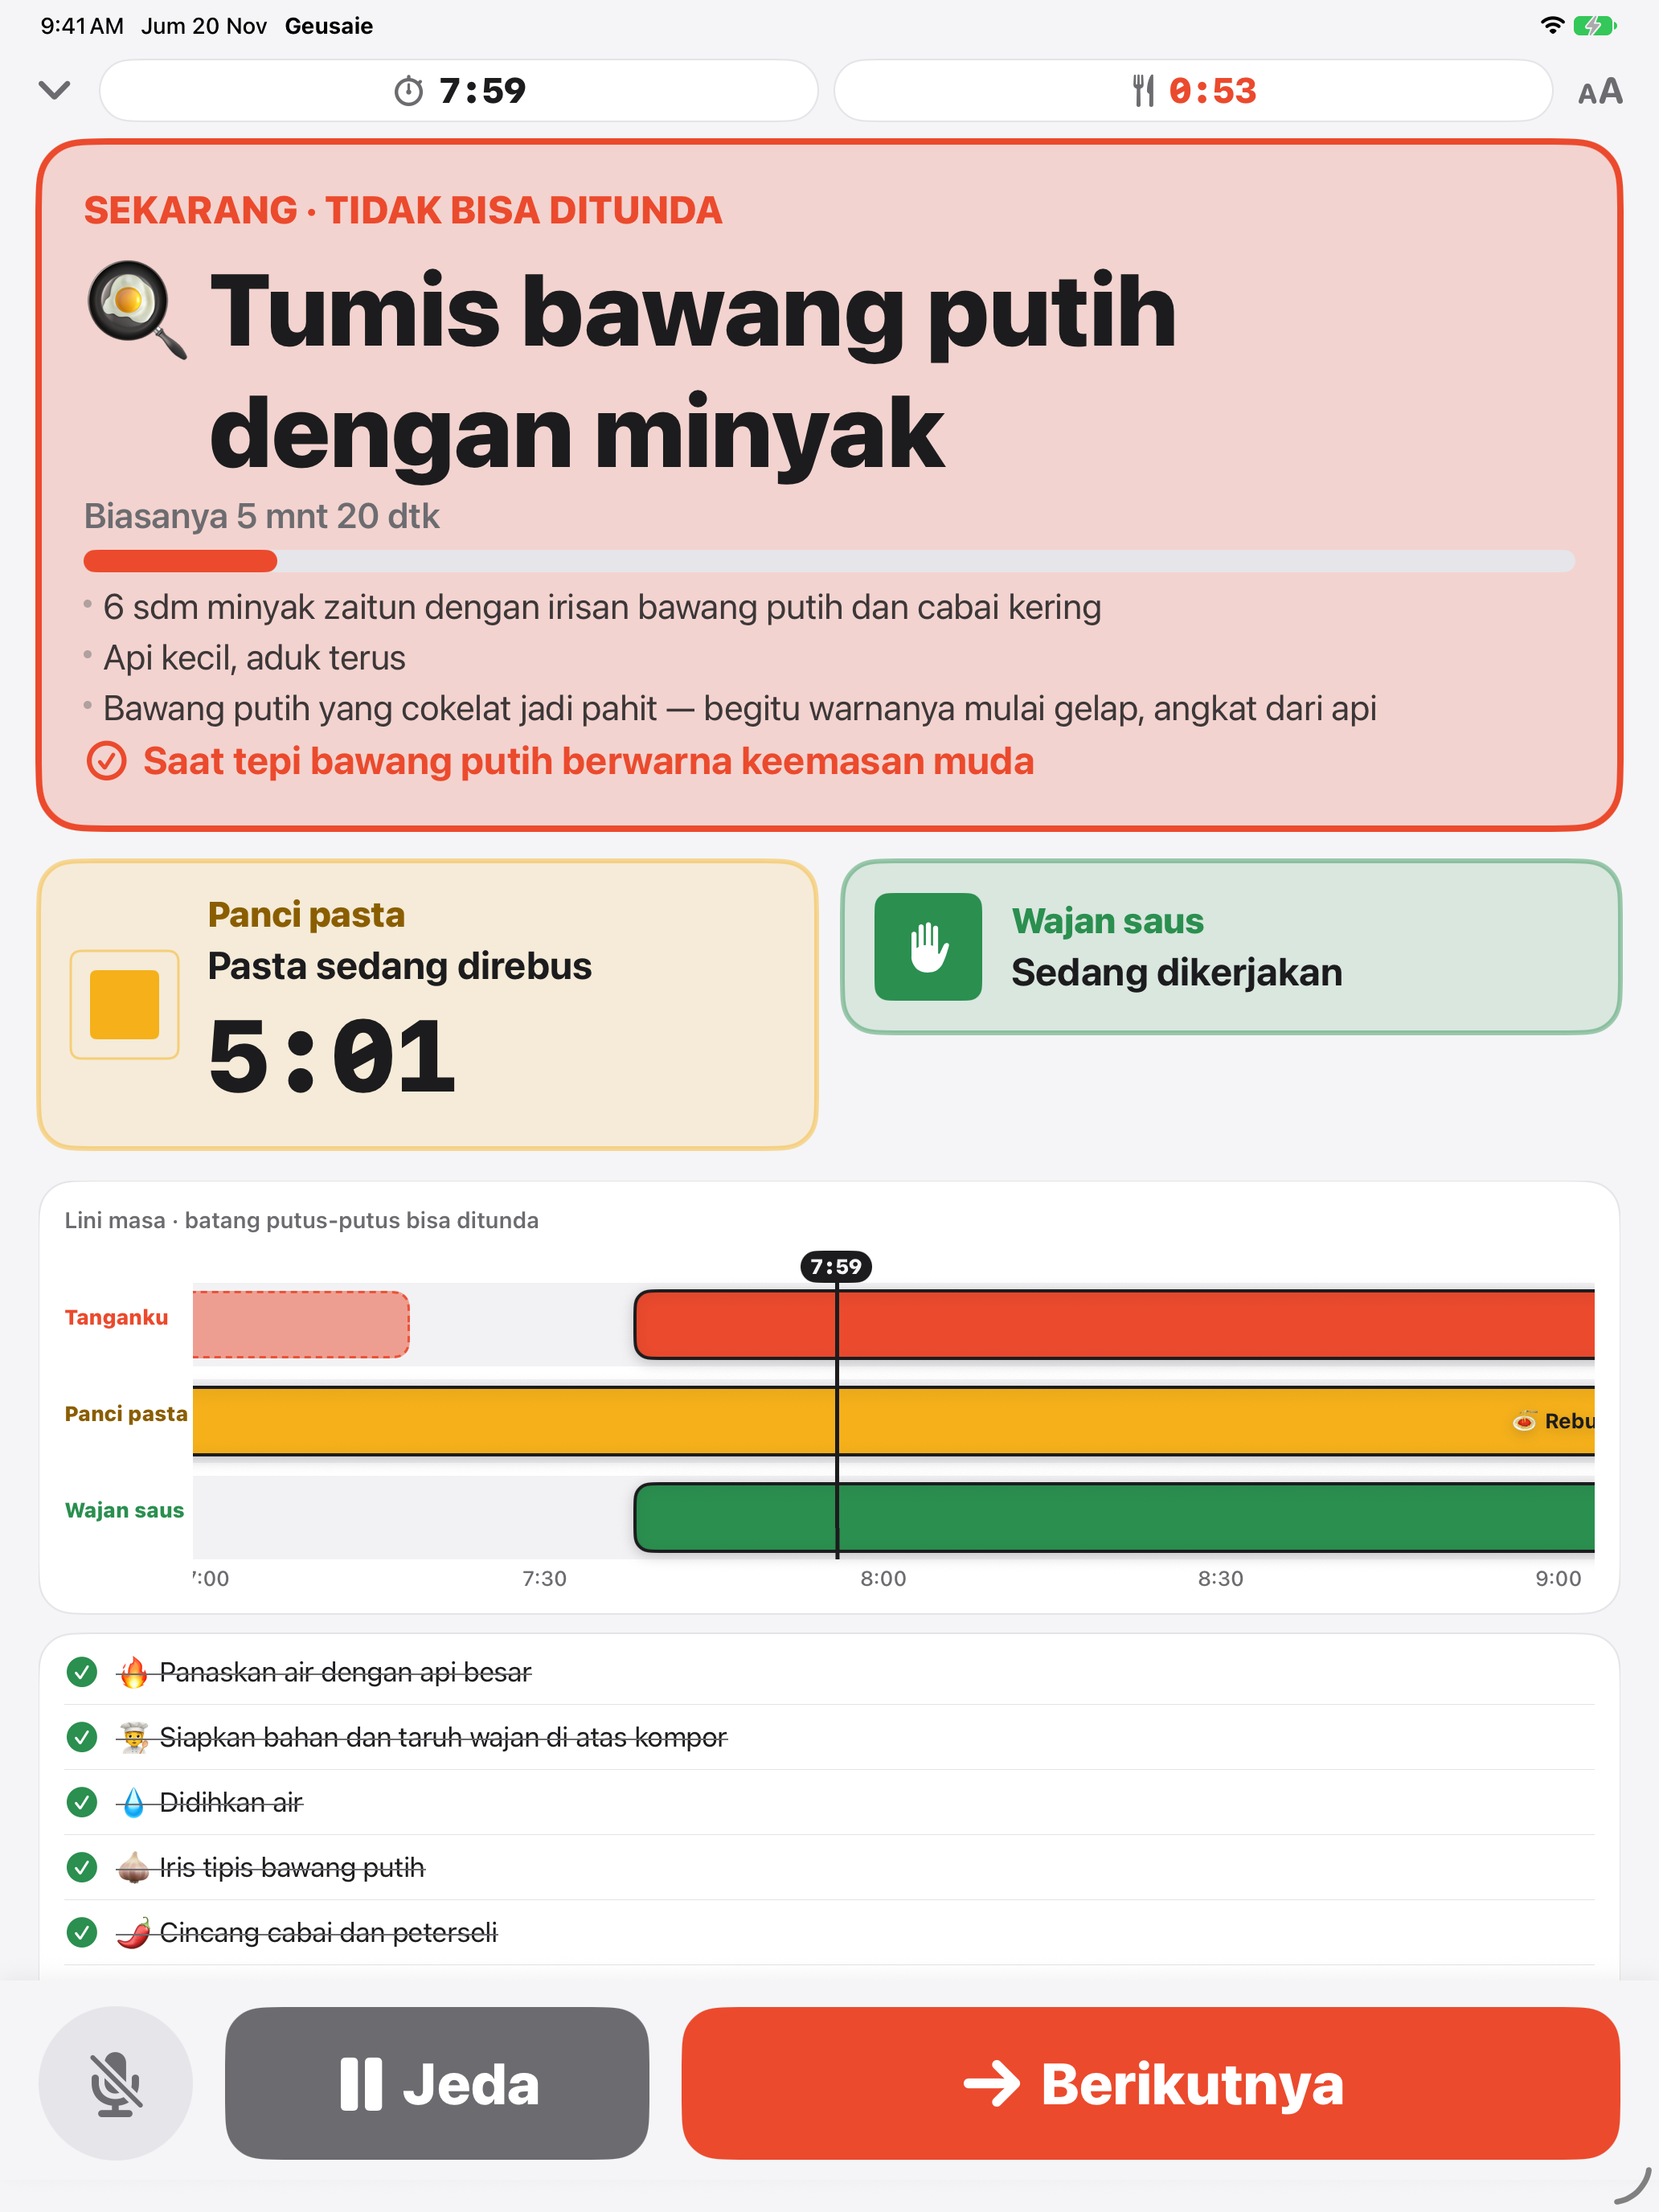 9:41 AM Jum 20 Nov Geusaie
7:59
0:53
AA
SEKARANG · TIDAK BISA DITUNDA
Tumis bawang putih
dengan minyak
Biasanya 5 mnt 20 dtk
• 6 sdm minyak zaitun dengan irisan bawang putih dan cabai kering
• Api kecil, aduk terus
• Bawang putih yang cokelat jadi pahit — begitu warnanya mulai gelap, angkat dari api
Saat tepi bawang putih berwarna keemasan muda
Panci pasta
Pasta sedang direbus
5:01
Wajan saus
Sedang dikerjakan
Lini masa · batang putus-putus bisa ditunda
7:59
Tanganku
Panci pasta
Rebu
Wajan saus
7:00 7:30 8:00 8:30 9:00
Panaskan air dengan api besar
Siapkan bahan dan taruh wajan di atas kompor
Didihkan air
Iris tipis bawang putih
Cincang cabai dan peterseli
Jeda
Berikutnya